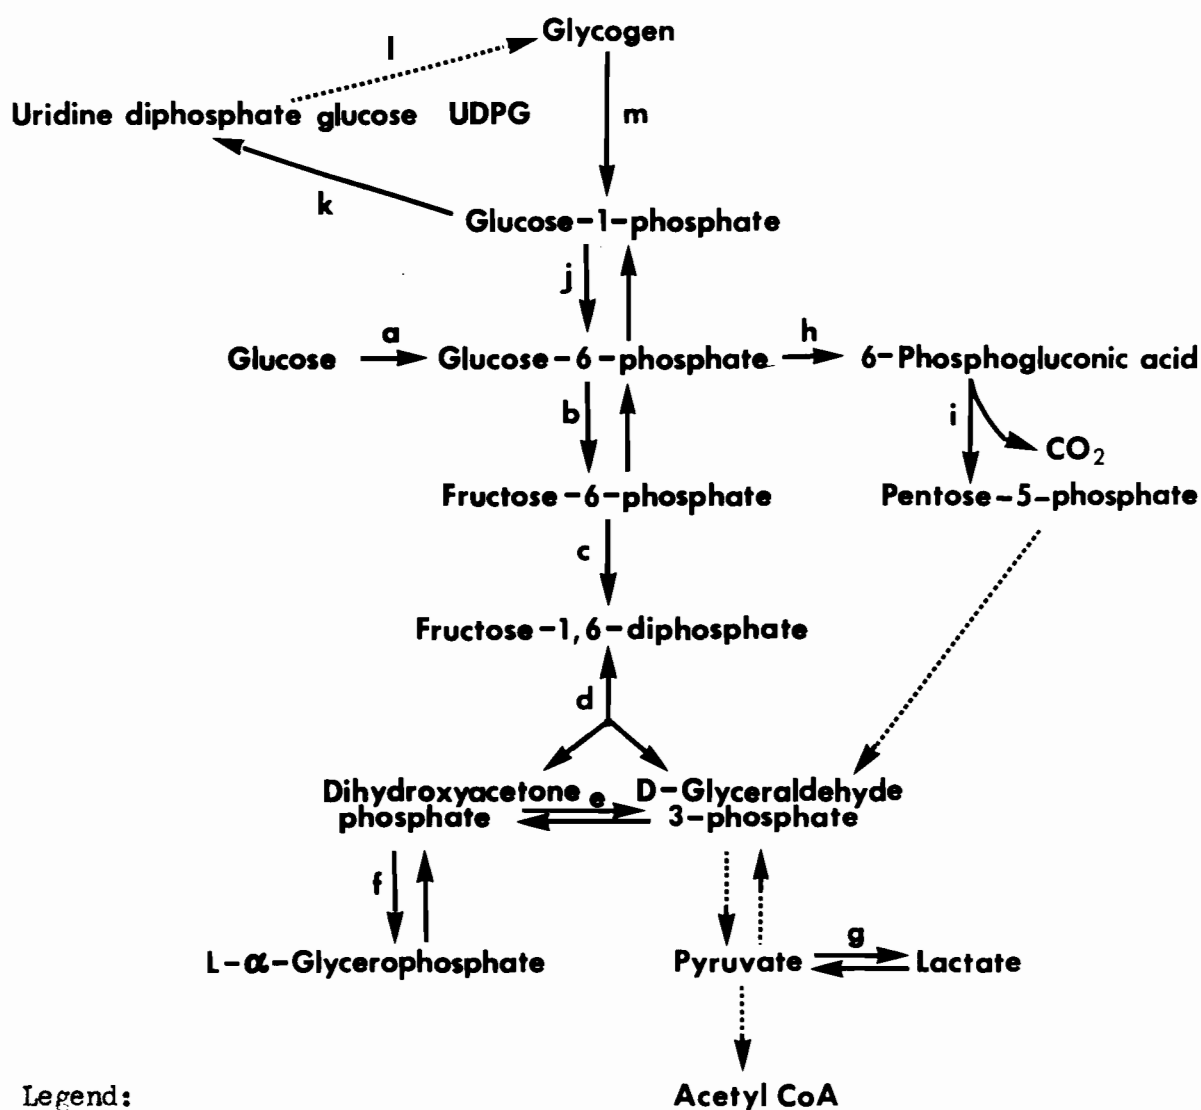 Glycogen
l
Uridine diphosphate glucose UDPG
m
k
Glucose-1-phosphate
j
a
h
Glucose
Glucose-6-phosphate
6-Phosphogluconic acid
b
i
CO₂
Fructose-6-phosphate
Pentose-5-phosphate
c
Fructose-1,6-diphosphate
d
Dihydroxyacetone
phosphate
e
D-Glyceraldehyde
3-phosphate
f
g
L-α-Glycerophosphate
Pyruvate
Lactate
Legend:
Acetyl CoA